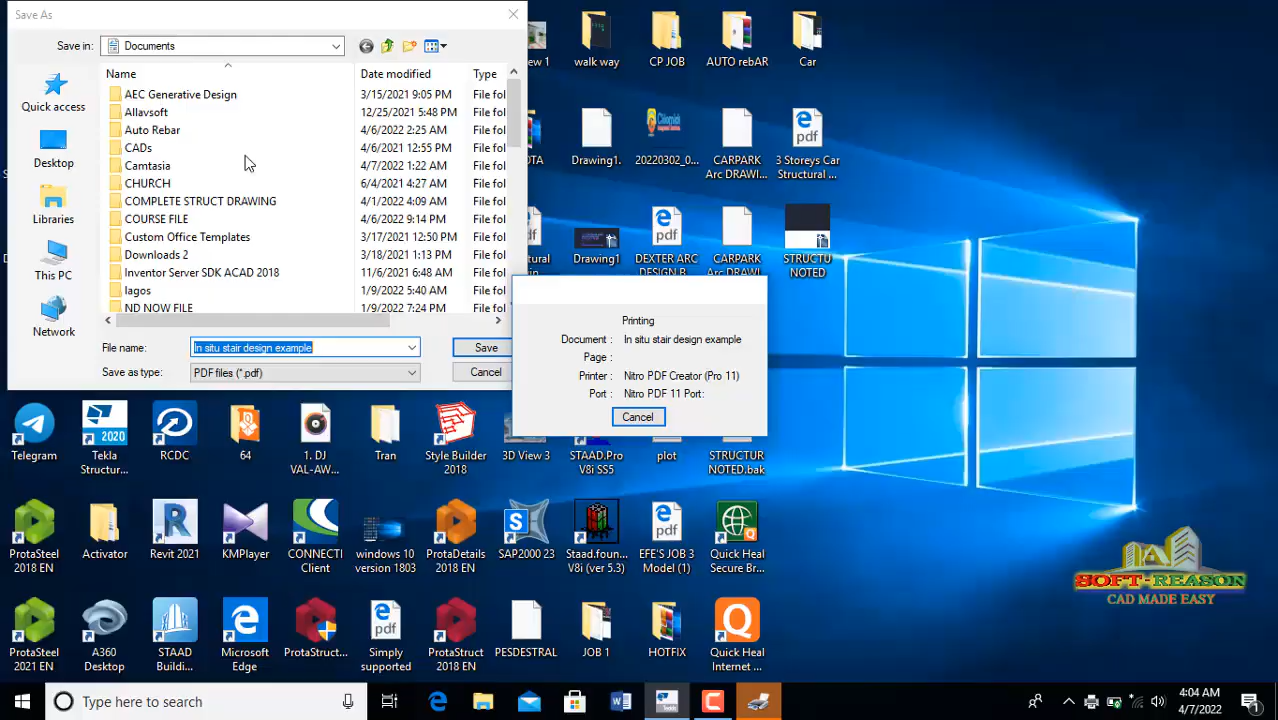 Save As
Save in:
Documents
Name
Date modified
Type
AEC Generative Design
3/15/2021 9:05 PM
File fol
Allavsoft
12/25/2021 5:48 PM
File fol
Auto Rebar
4/6/2022 2:25 AM
File fol
CADs
4/6/2021 12:55 PM
File fol
Camtasia
4/7/2022 1:22 AM
File fol
CHURCH
6/4/2021 4:27 AM
File fol
COMPLETE STRUCT DRAWING
4/1/2022 4:09 AM
File fol
COURSE FILE
4/6/2022 9:14 PM
File fol
Custom Office Templates
3/17/2021 12:50 PM
File fol
Downloads 2
3/18/2021 1:13 PM
File fol
Inventor Server SDK ACAD 2018
11/6/2021 6:48 AM
File fol
lagos
1/9/2022 5:40 AM
File fol
ND NOW FILE
1/9/2022 7:24 PM
File fol
Quick access
Desktop
Libraries
This PC
Network
File name:
In situ stair design example
Save
Save as type:
PDF files (*.pdf)
Cancel
Printing
Document :
In situ stair design example
Page :
Printer :
Nitro PDF Creator (Pro 11)
Port :
Nitro PDF 11 Port:
Cancel
walk way
CP JOB
AUTO rebAR
Car
Drawing1.
20220302_0...
CARPARK
Arc DRAWI...
pdf
3 Storeys Car
Structural ...
Drawing1
pdf
DEXTER ARC
DESIGN B...
CARPARK
Arc DRAWI...
STRUCTU
NOTED
Telegram
2020
Tekla
Structur...
RCDC
64
1. DJ
VAL-AW...
Tran
Style Builder
2018
3D View 3
STAAD.Pro
V8i SS5
plot
STRUCTUR
NOTED.bak
ProtaSteel
2018 EN
Activator
Revit 2021
KMPlayer
CONNECTI
Client
windows 10
version 1803
ProtaDetails
2018 EN
SAP2000 23
Staad.foun...
V8i (ver 5.3)
pdf
EFE'S JOB 3
Model (1)
Quick Heal
Secure Br...
ProtaSteel
2021 EN
A360
Desktop
STAAD
Buildi...
Microsoft
Edge
ProtaStruct...
pdf
Simply
supported
ProtaStruct
2018 EN
PESDESTRAL
JOB 1
HOTFIX
Quick Heal
Internet ...
SOFT-REASON
CAD MADE EASY
Type here to search
4:04 AM
4/7/2022